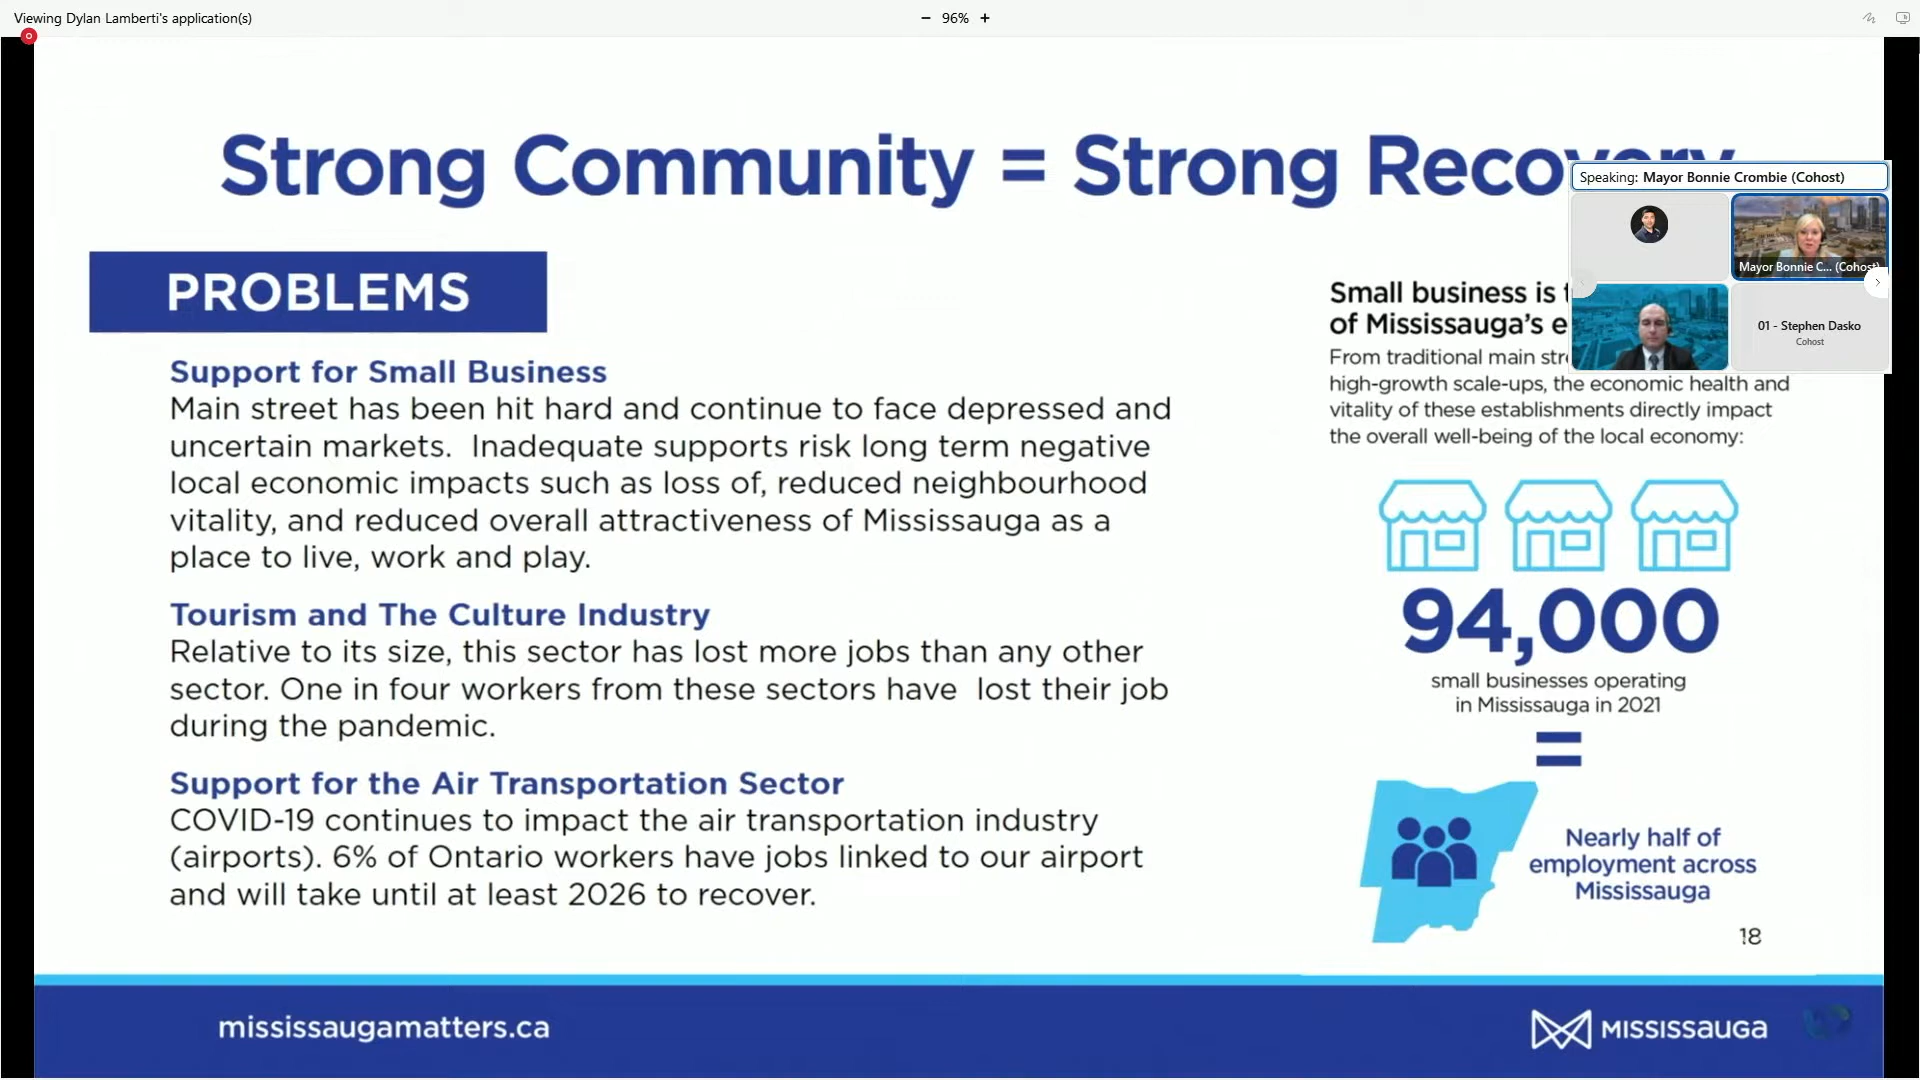 Viewing Dylan Lamberti's application(s)
− 96% +
Strong Community = Strong Recovery
Speaking: Mayor Bonnie Crombie (Cohost)
Mayor Bonnie C... (Cohost)
01 - Stephen Dasko
Cohost
PROBLEMS
Support for Small Business
Main street has been hit hard and continue to face depressed and
uncertain markets.  Inadequate supports risk long term negative
local economic impacts such as loss of, reduced neighbourhood
vitality, and reduced overall attractiveness of Mississauga as a
place to live, work and play.
Tourism and The Culture Industry
Relative to its size, this sector has lost more jobs than any other
sector. One in four workers from these sectors have  lost their job
during the pandemic.
Support for the Air Transportation Sector
COVID-19 continues to impact the air transportation industry
(airports). 6% of Ontario workers have jobs linked to our airport
and will take until at least 2026 to recover.
Small business is
of Mississauga's
From traditional main
high-growth scale-ups, the economic health and
vitality of these establishments directly impact
the overall well-being of the local economy:
94,000
small businesses operating
in Mississauga in 2021
=
Nearly half of
employment across
Mississauga
18
mississaugamatters.ca
MISSISSAUGA